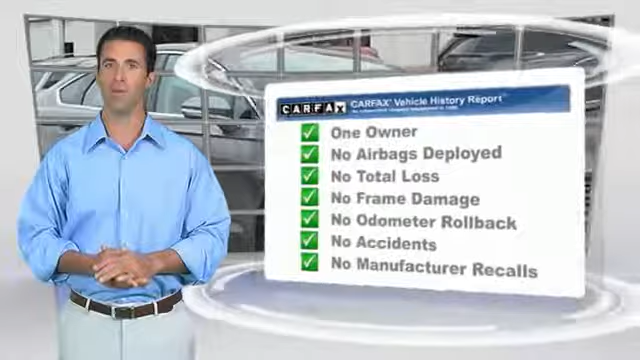 CARFAX CARFAX Vehicle History Report
One Owner
No Airbags Deployed
No Total Loss
No Frame Damage
No Odometer Rollback
No Accidents
No Manufacturer Recalls